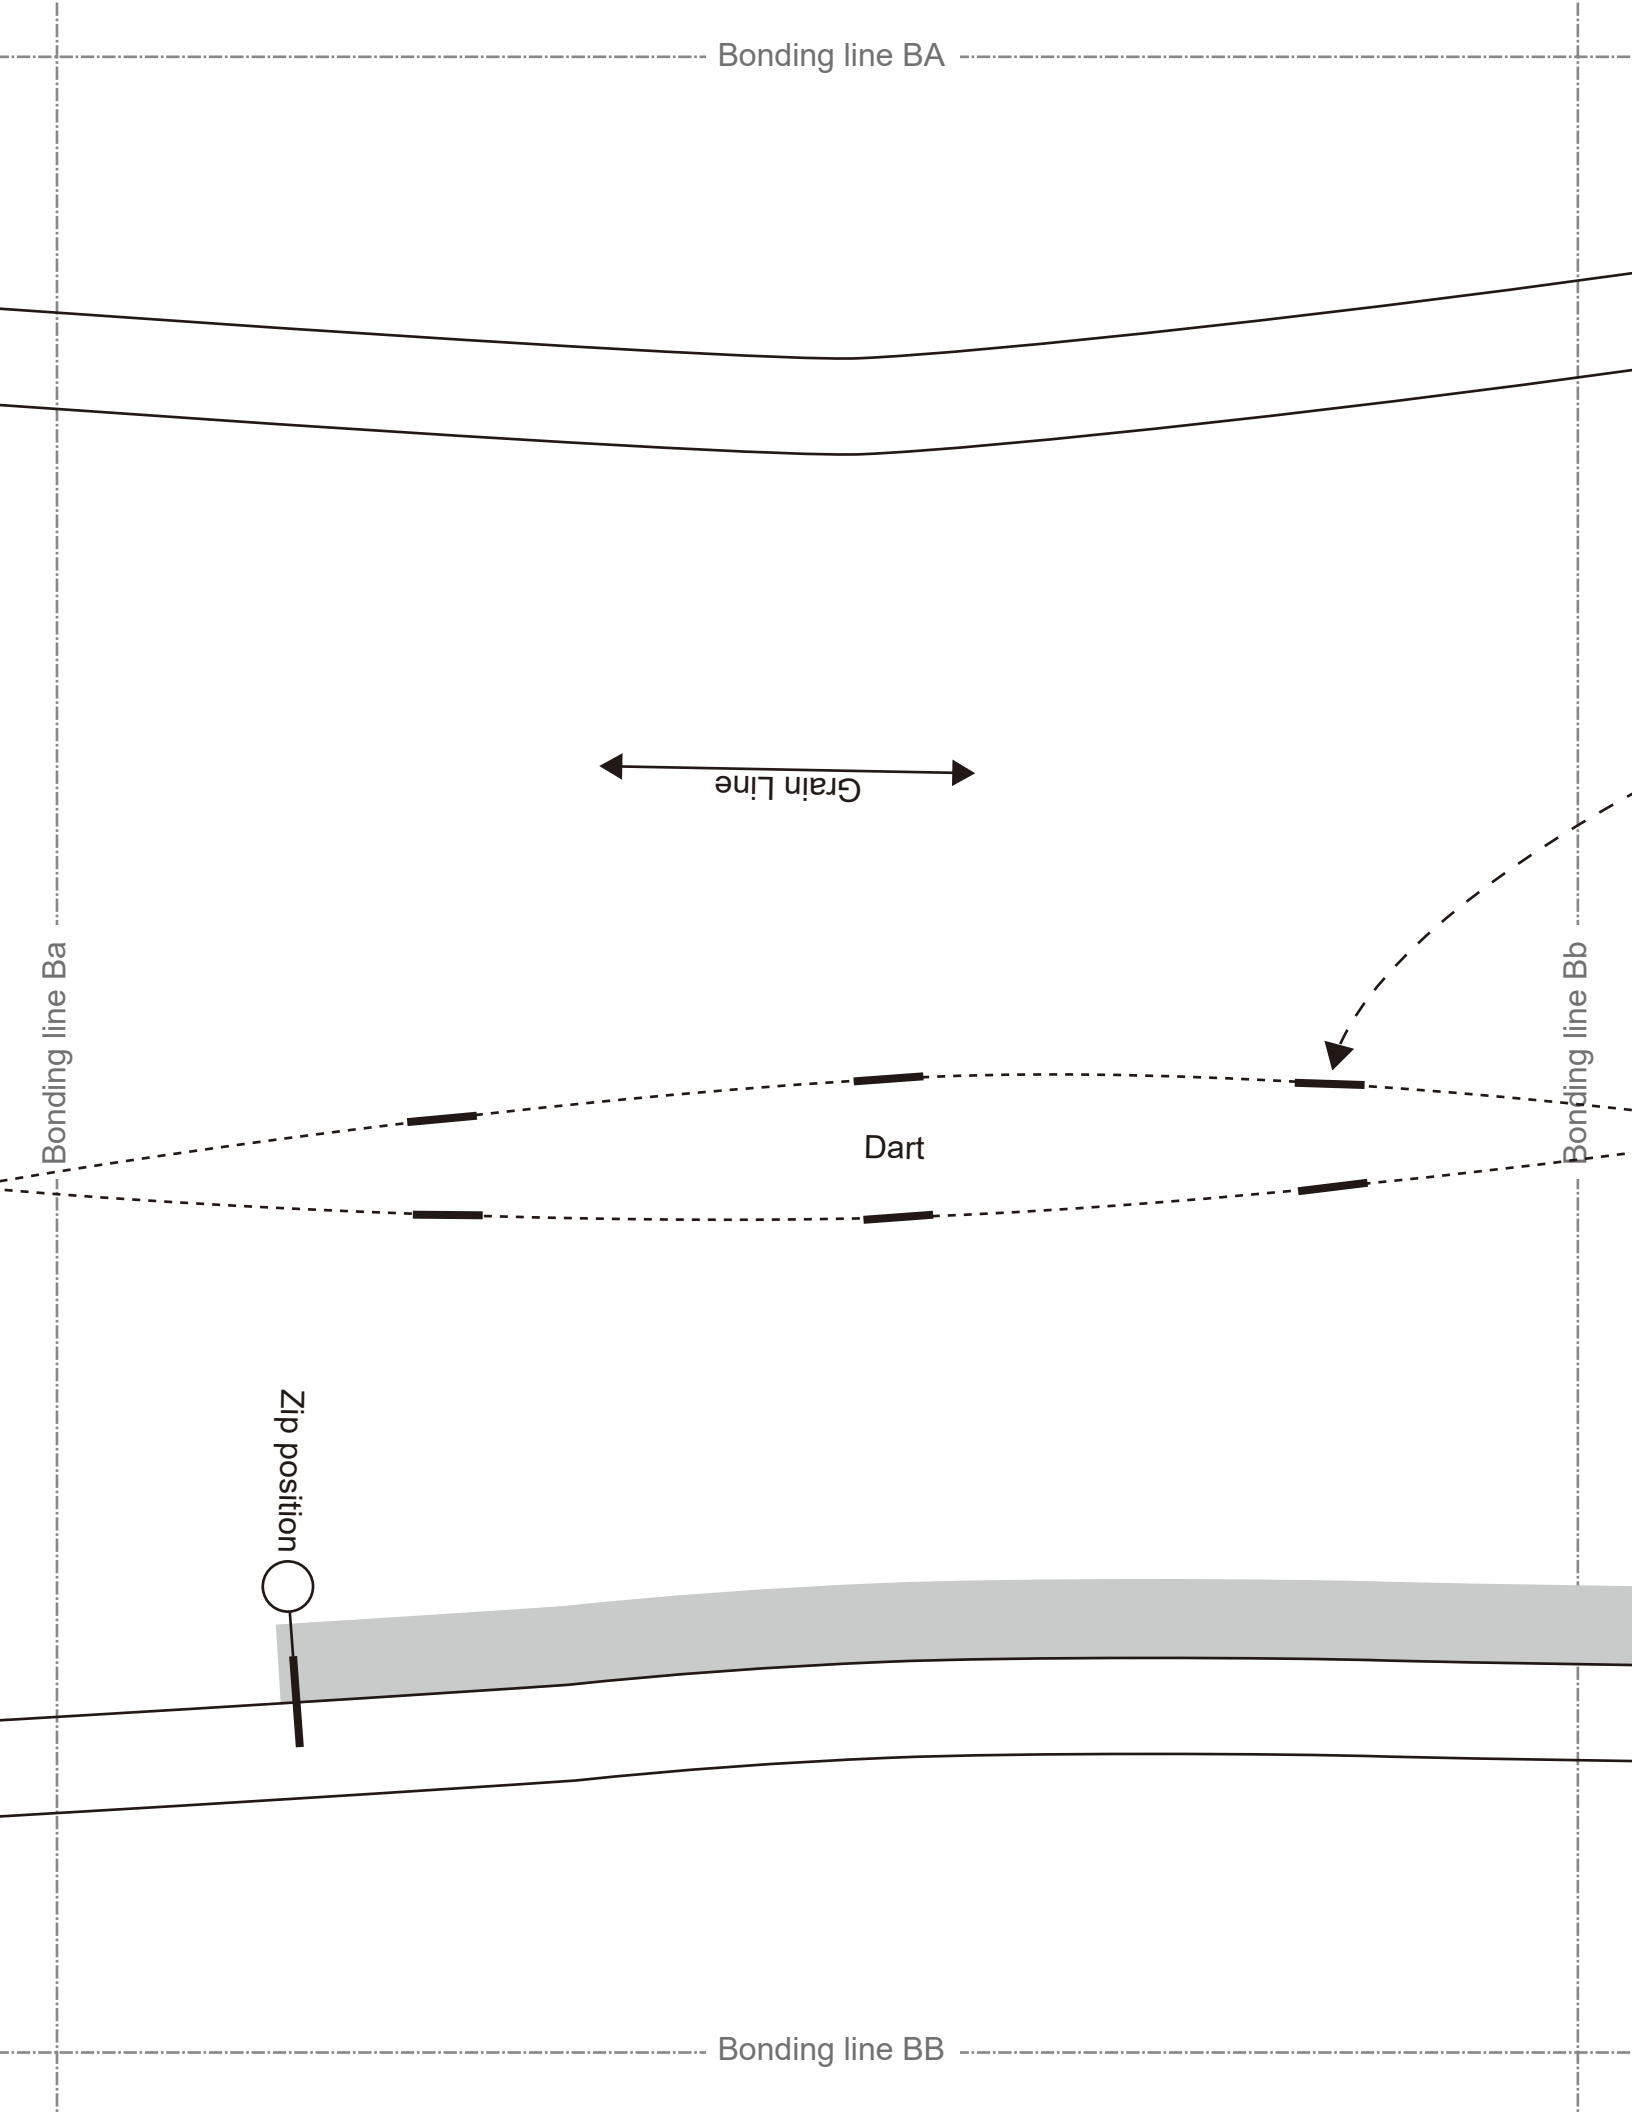 Bonding line BA
Grain Line
Bonding line Ba
Bonding line Bb
Dart
Zip position
Bonding line BB